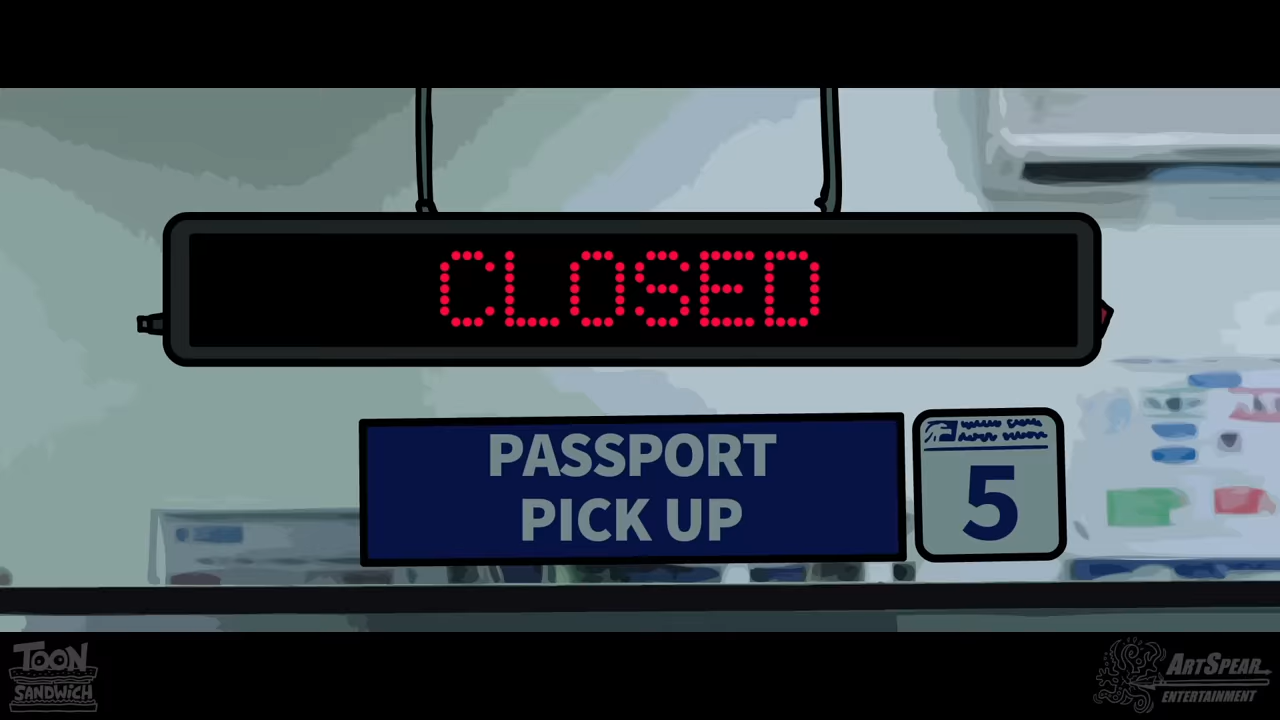 CLOSED
PASSPORT
PICK UP
5
TOON
SANDWICH
ARTSPEAR
ENTERTAINMENT